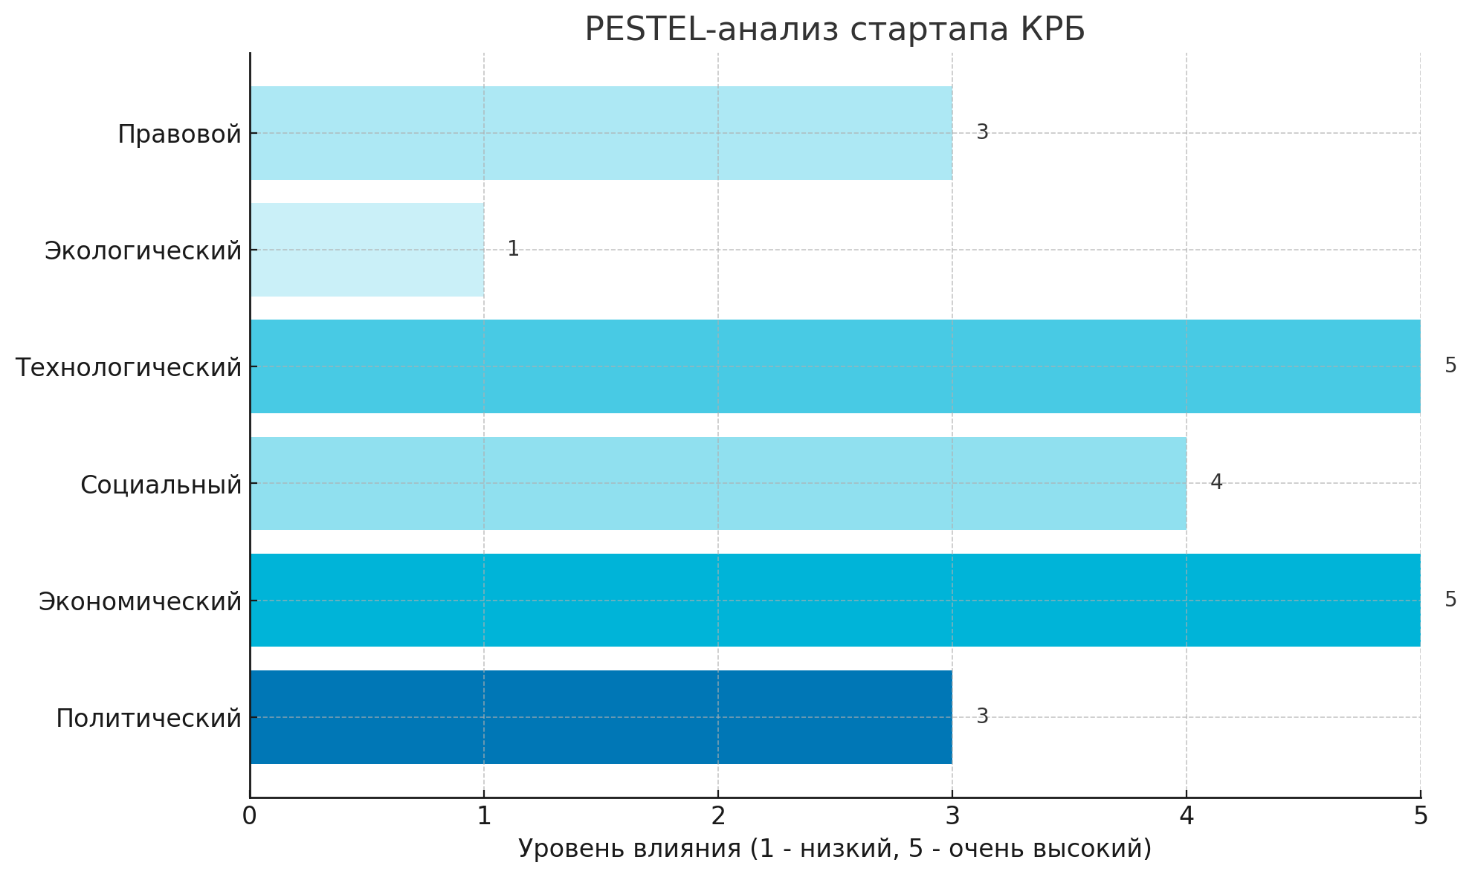 PESTEL-анализ стартапа КРБ
Правовой
3
Экологический
1
Технологический
5
Социальный
4
Экономический
5
Политический
3
0 1 2 3 4 5
Уровень влияния (1 - низкий, 5 - очень высокий)